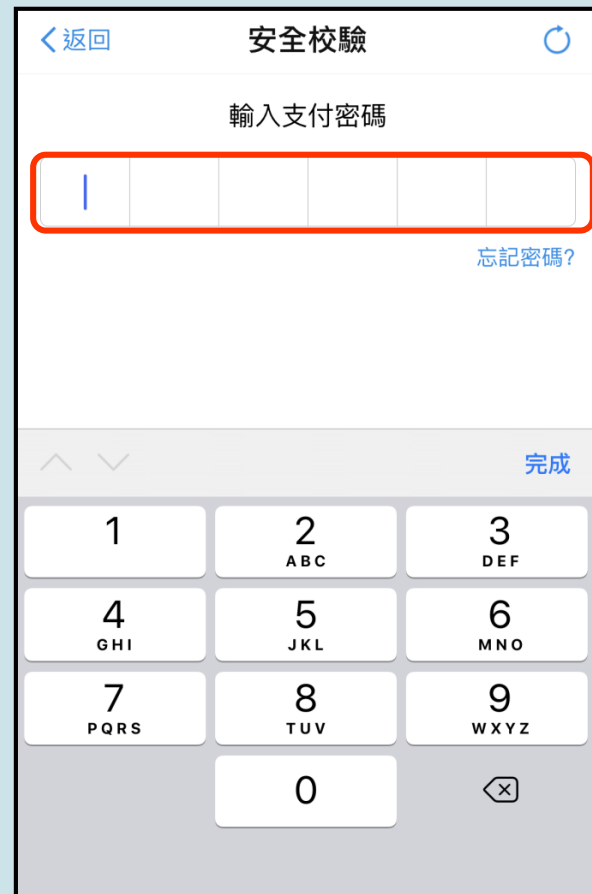 返回 安全校驗
輸入支付密碼
忘記密碼?
完成
1 2 3
ABC DEF
4 5 6
GHI JKL MNO
7 8 9
PQRS TUV WXYZ
0